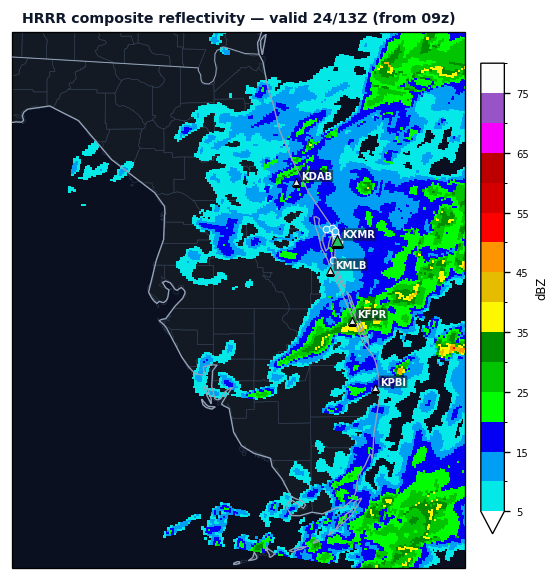 HRRR composite reflectivity — valid 24/13Z (from 09z)
KDAB
KXMR
KMLB
KFPR
KPBI
75
65
55
45
35
25
15
5
dBZ